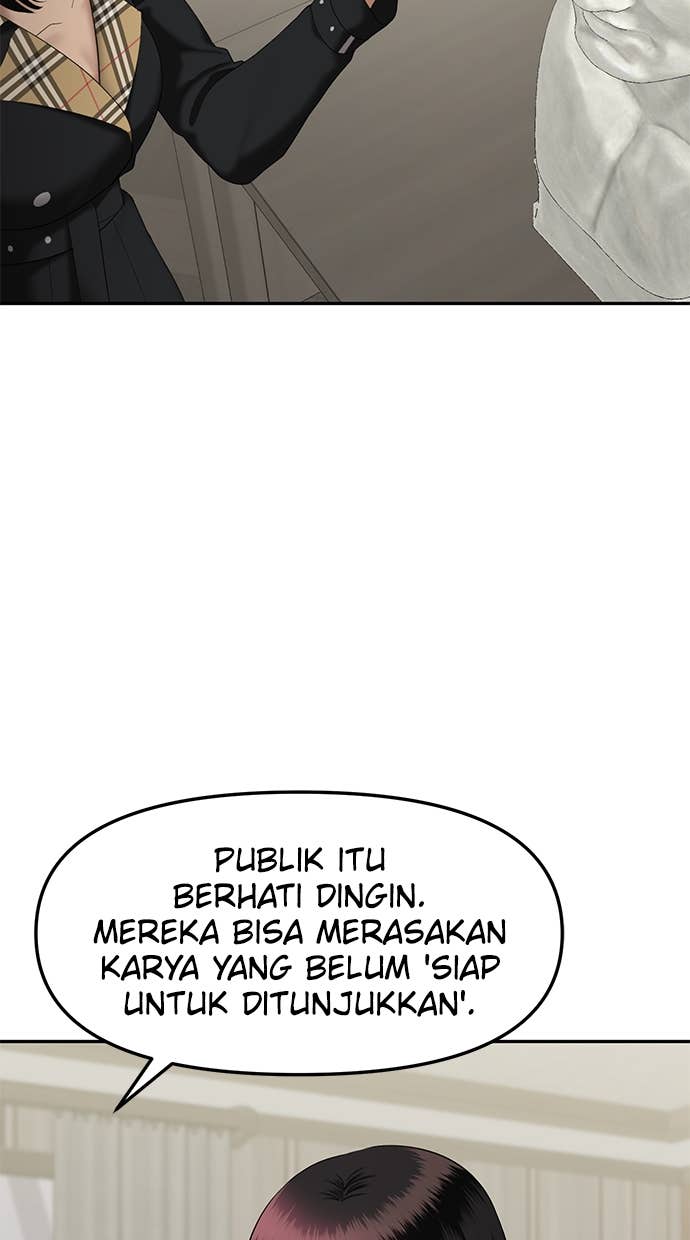 PUBLIK ITU
BERHATI DINGIN.
MEREKA BISA MERASAKAN
KARYA YANG BELUM 'SIAP
UNTUK DITUNJUKKAN'.